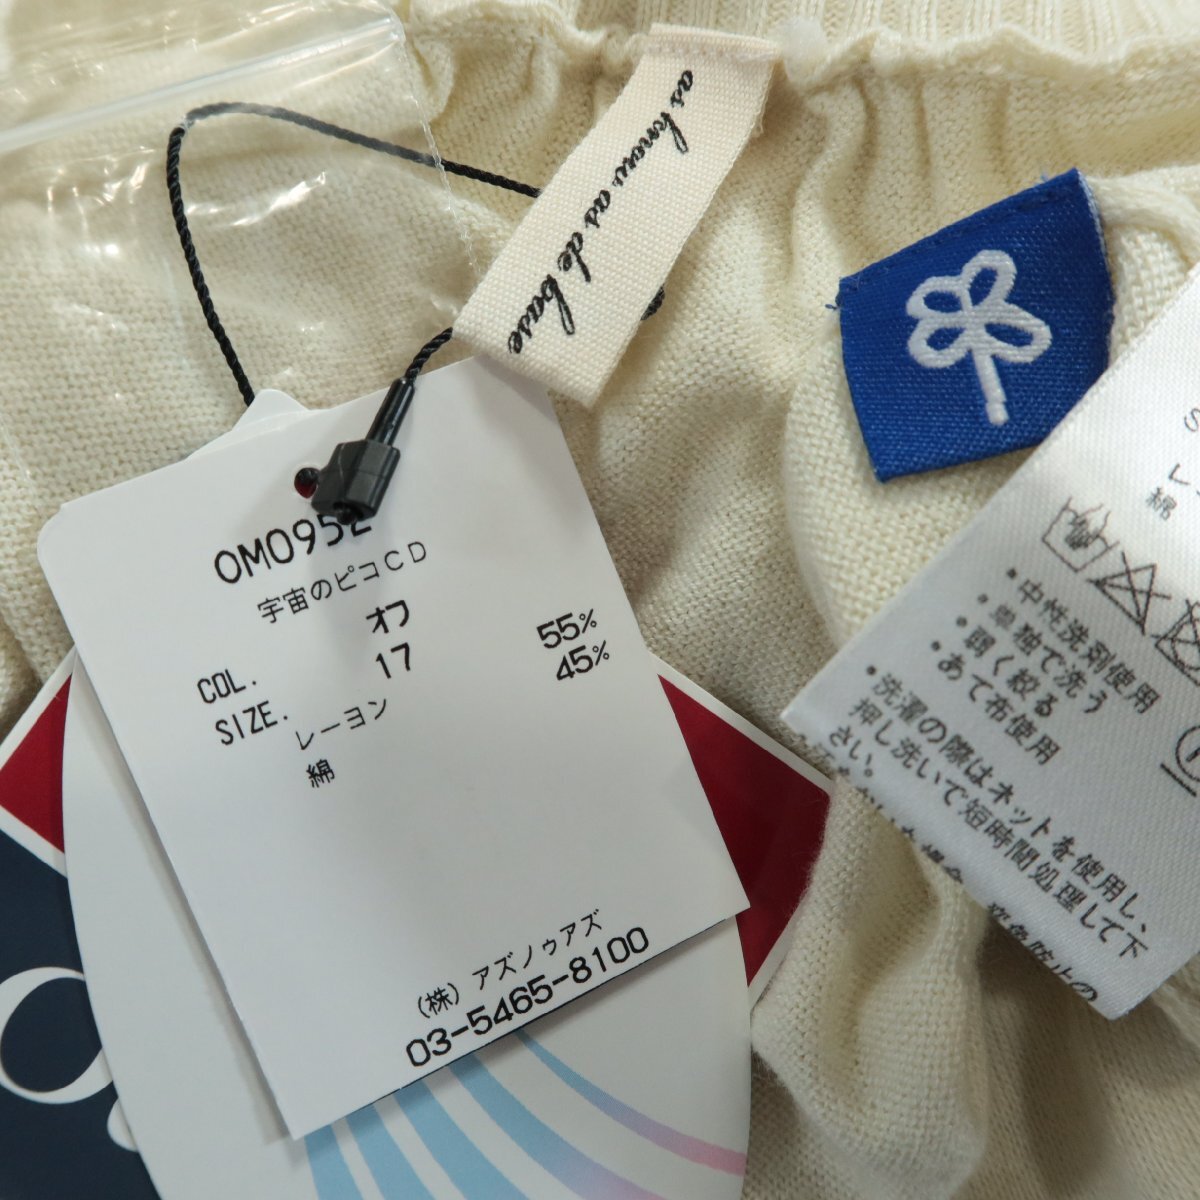 as know as de base
OM0952
宇宙のピコCD
COL. オフ
SIZE. 17
レーヨン 55%
綿 45%
(株)アズノゥアズ
03-5465-8100
S
L
綿
・中性洗剤使用
・単独で洗う
・弱く絞る
・あて布使用
・洗濯の際はネットを使用し、
押し洗いで短時間処理して下
さい。